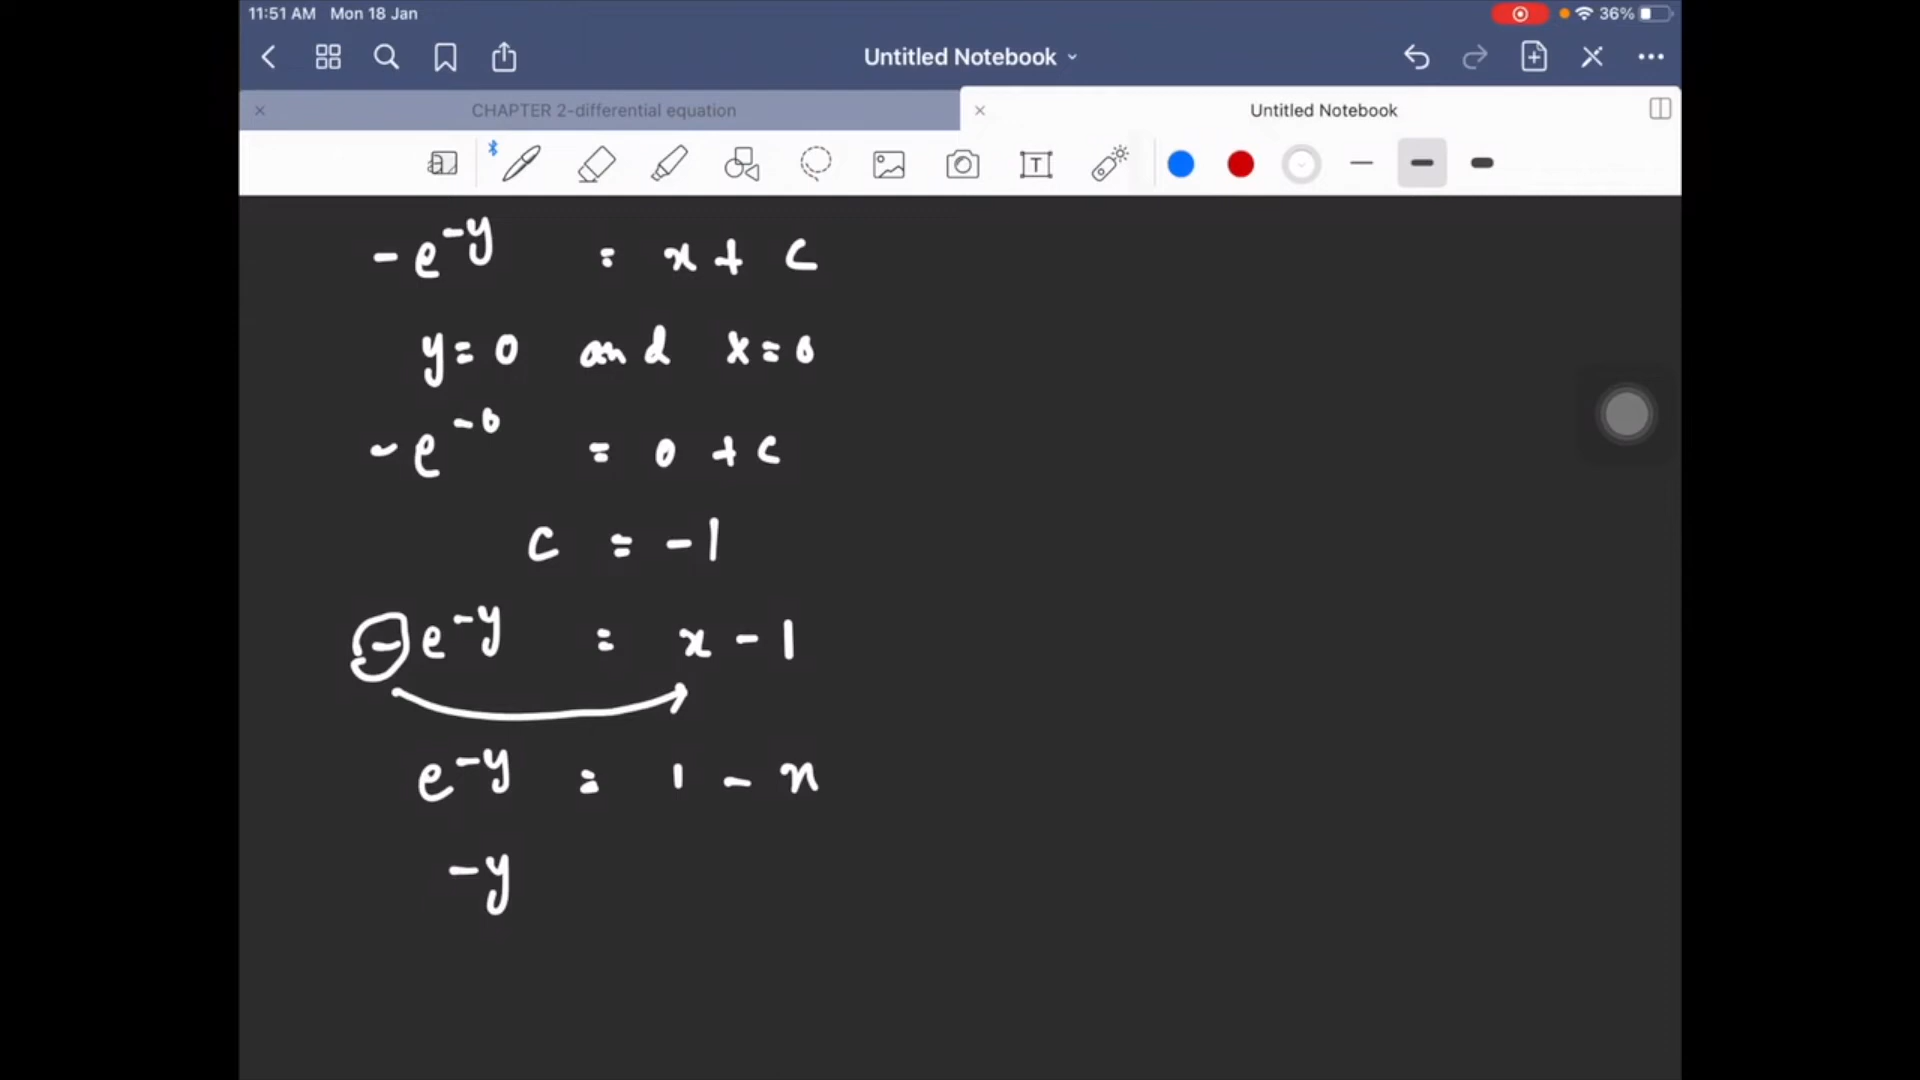 11:51 AM Mon 18 Jan 36%
Untitled Notebook
CHAPTER 2-differential equation Untitled Notebook
-e^{-y} = x + c
y = 0 and x = 0
-e^{-0} = 0 + c
c = -1
-e^{-y} = x - 1
e^{-y} = 1 - x
-y